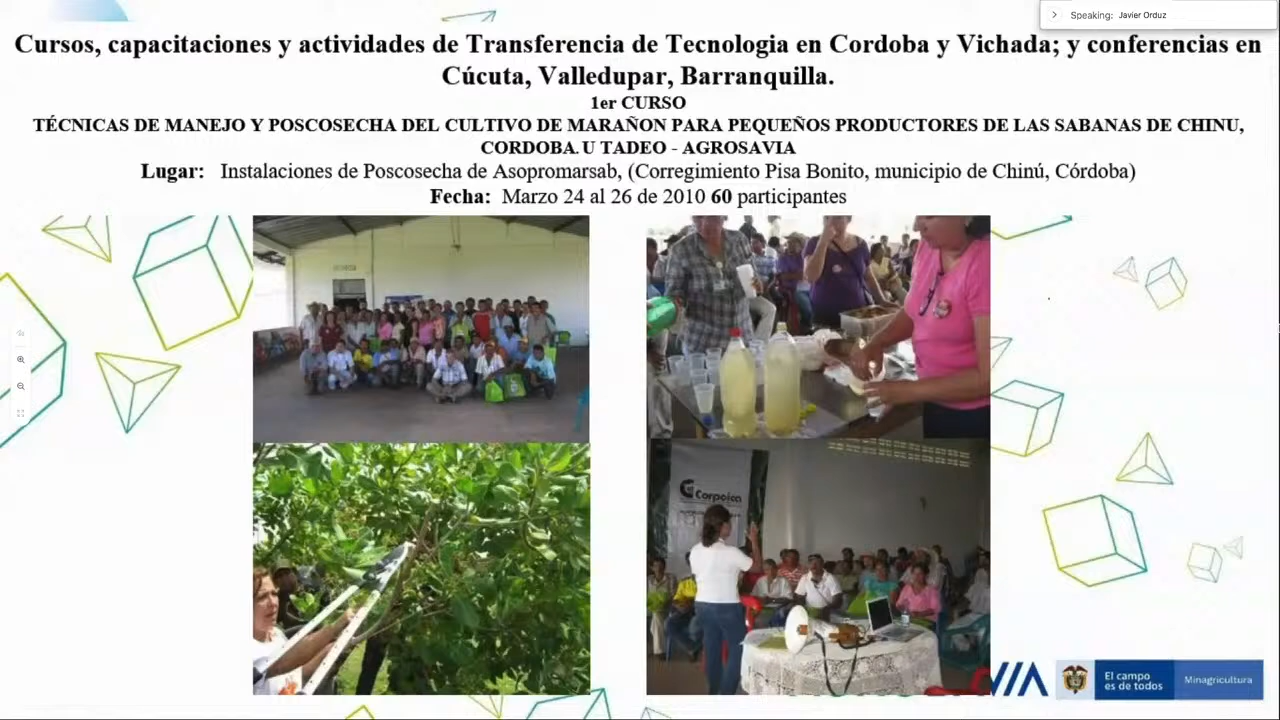 Speaking: Javier Orduz
Cursos, capacitaciones y actividades de Transferencia de Tecnologia en Cordoba y Vichada; y conferencias en
Cúcuta, Valledupar, Barranquilla.
1er CURSO
TÉCNICAS DE MANEJO Y POSCOSECHA DEL CULTIVO DE MARAÑON PARA PEQUEÑOS PRODUCTORES DE LAS SABANAS DE CHINU,
CORDOBA. U TADEO - AGROSAVIA
Lugar: Instalaciones de Poscosecha de Asopromarsab, (Corregimiento Pisa Bonito, municipio de Chinú, Córdoba)
Fecha: Marzo 24 al 26 de 2010 60 participantes
Corpoica
VIA
El campo
es de todos
Minagricultura